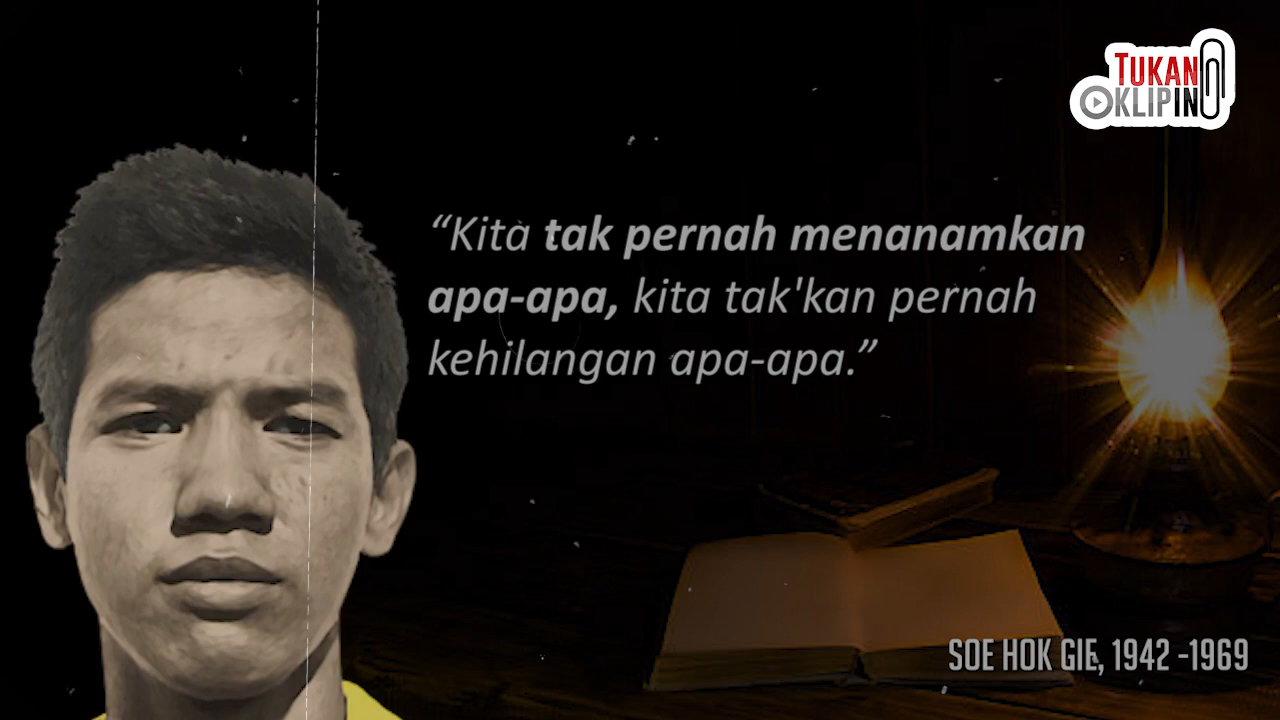 TUKAN
KLIPIN
“Kita tak pernah menanamkan
apa-apa, kita tak'kan pernah
kehilangan apa-apa.”
SOE HOK GIE, 1942 -1969